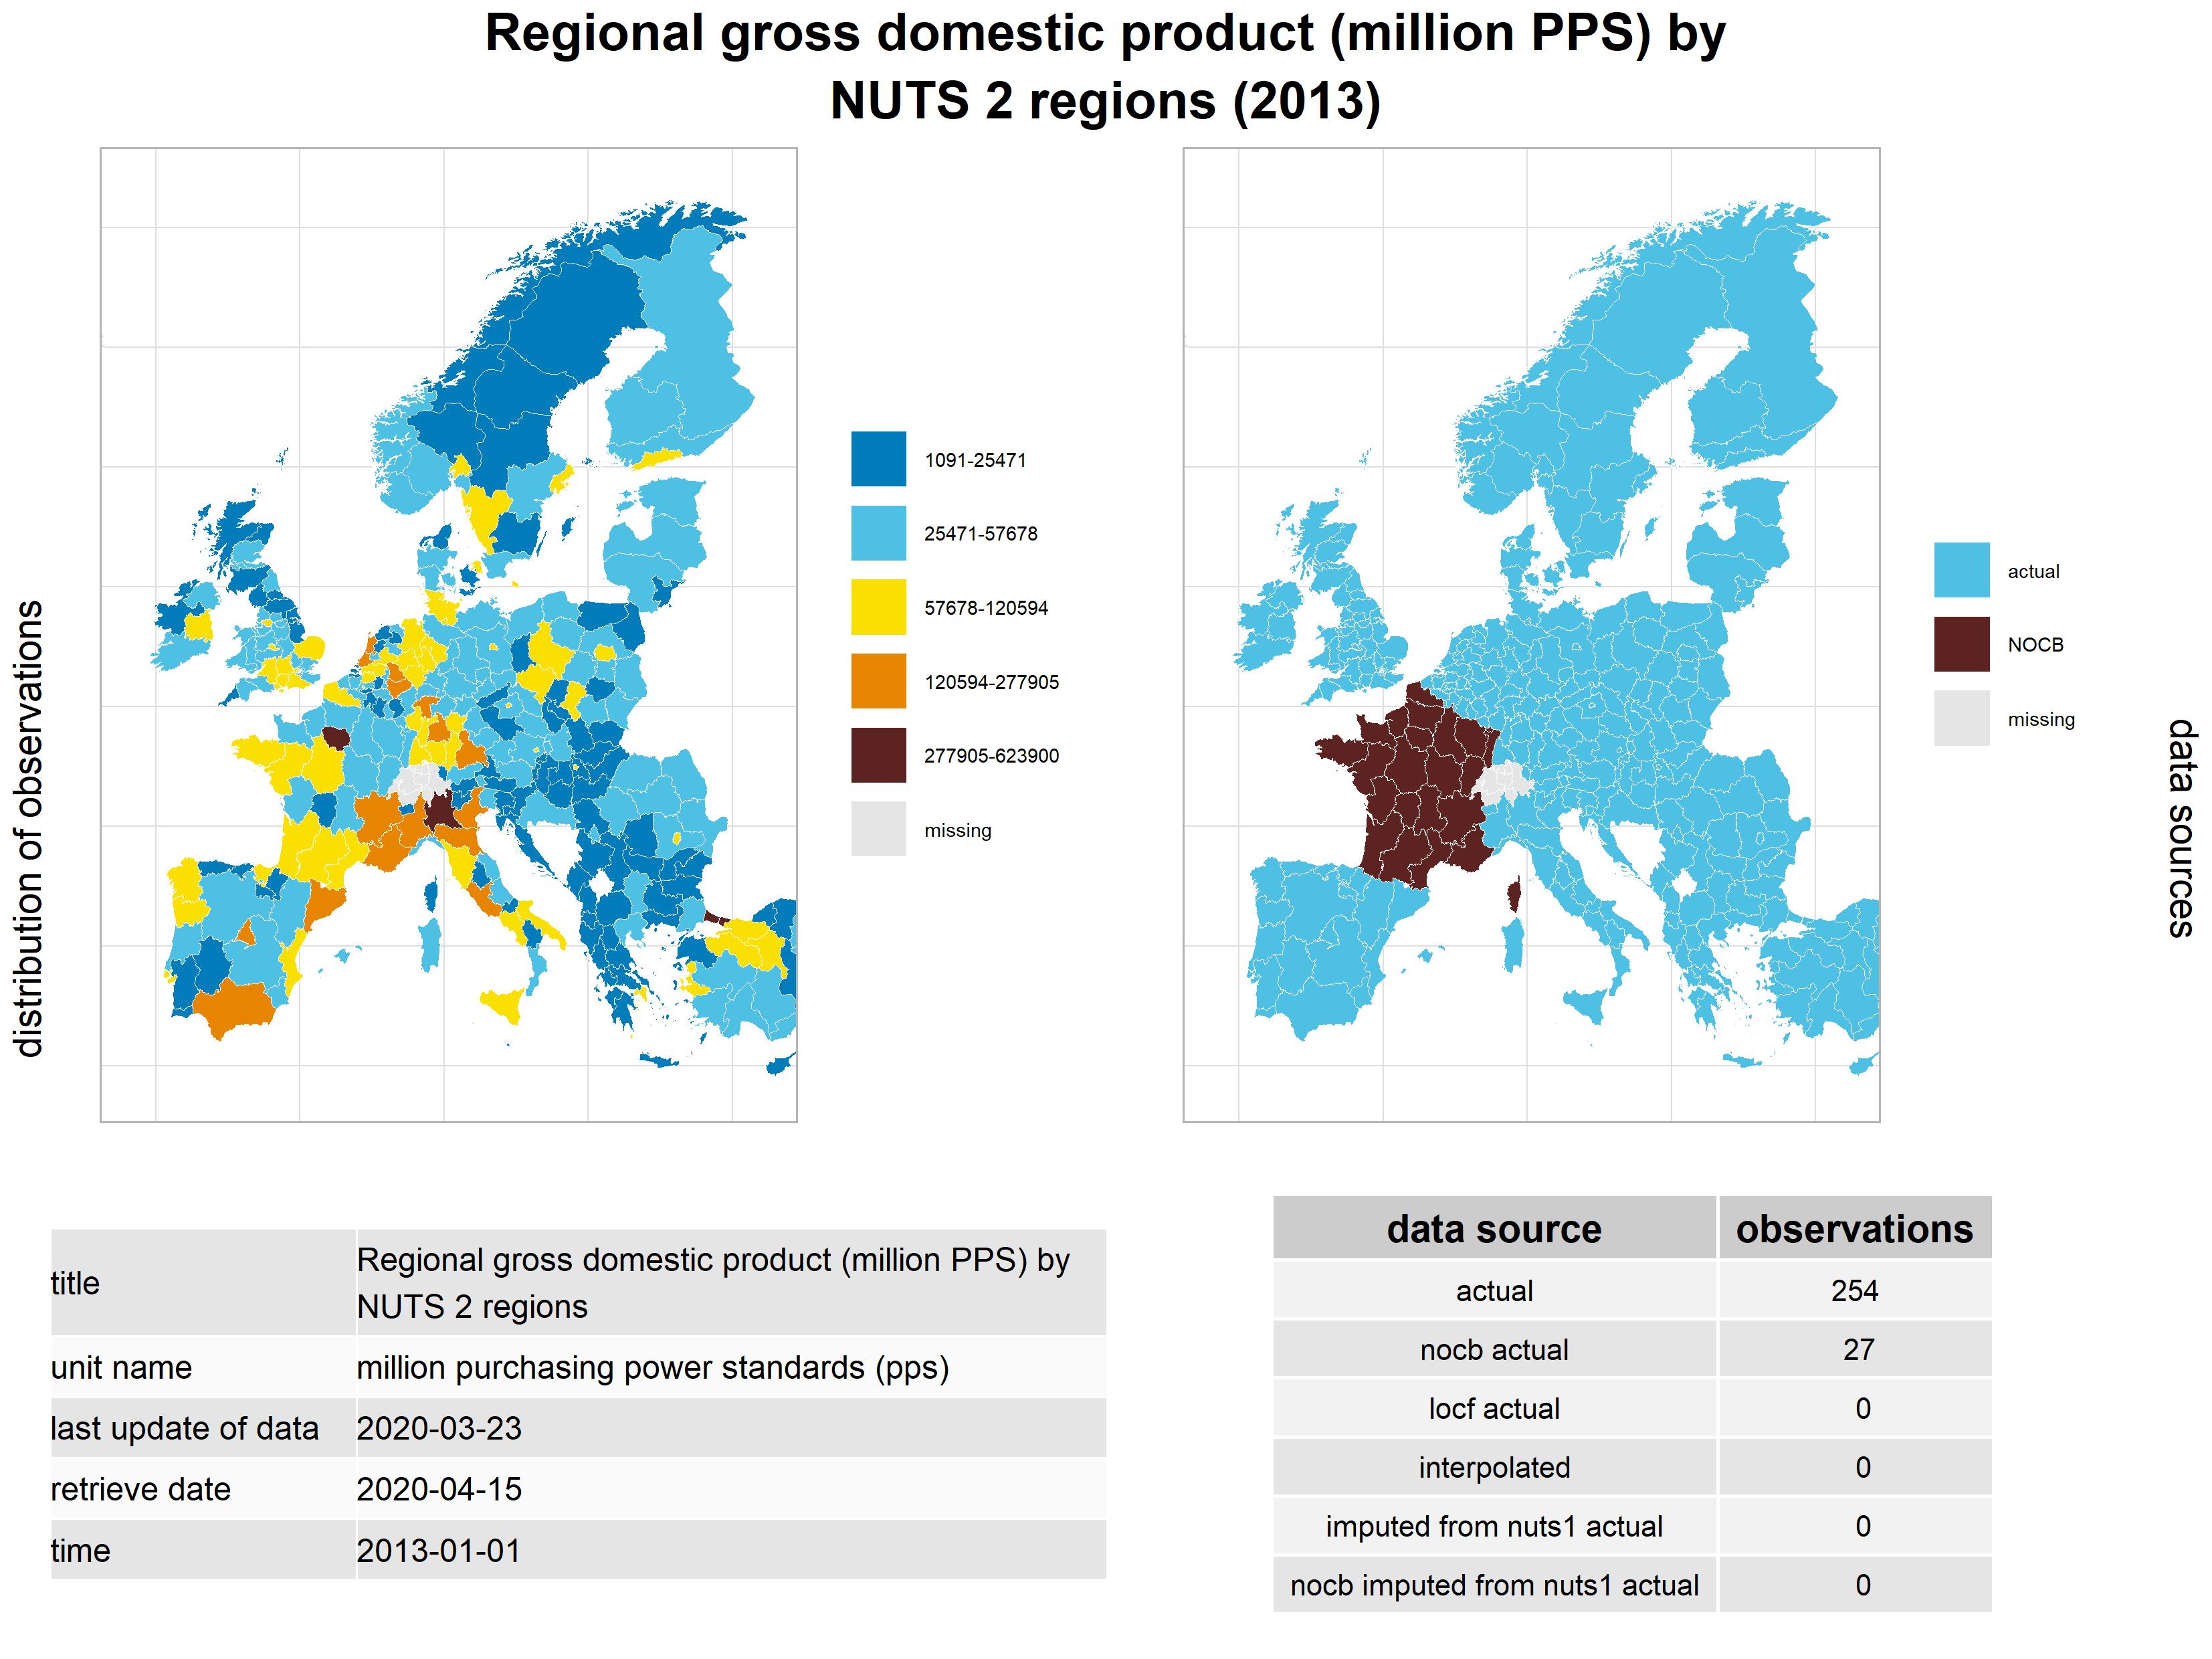 Regional gross domestic product (million PPS) by
NUTS 2 regions (2013)
distribution of observations
1091-25471
25471-57678
57678-120594
120594-277905
277905-623900
missing
actual
NOCB
missing
data sources
title
Regional gross domestic product (million PPS) by
NUTS 2 regions
unit name
million purchasing power standards (pps)
last update of data
2020-03-23
retrieve date
2020-04-15
time
2013-01-01
data source
observations
actual
254
nocb actual
27
locf actual
0
interpolated
0
imputed from nuts1 actual
0
nocb imputed from nuts1 actual
0